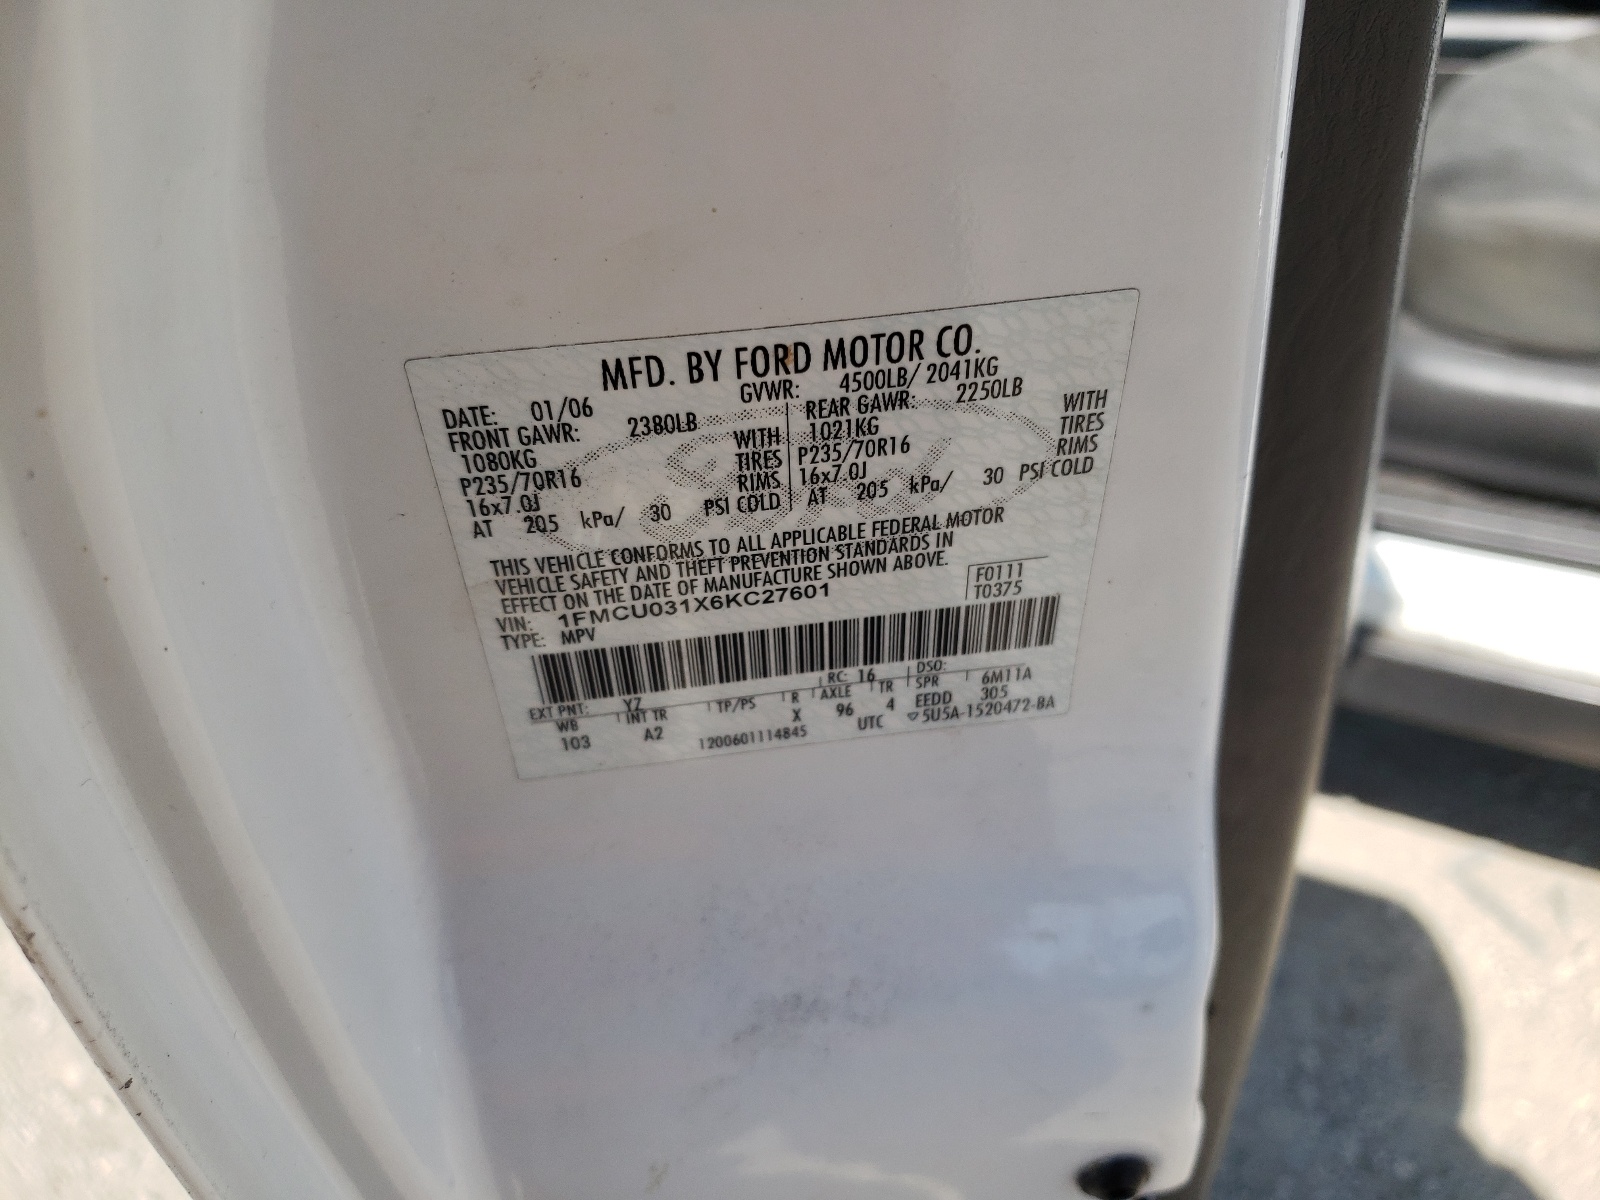 MFD. BY FORD MOTOR CO.
DATE: 01/06 GVWR: 4500LB/ 2041KG
FRONT GAWR: 2380LB REAR GAWR: 2250LB
1080KG WITH 1021KG WITH
P235/70R16 TIRES P235/70R16 TIRES
16x7.0J RIMS 16x7.0J RIMS
AT 205 kPa/ 30 PSI COLD AT 205 kPa/ 30 PSI COLD
THIS VEHICLE CONFORMS TO ALL APPLICABLE FEDERAL MOTOR
VEHICLE SAFETY AND THEFT PREVENTION STANDARDS IN
EFFECT ON THE DATE OF MANUFACTURE SHOWN ABOVE.
VIN: 1FMCU031X6KC27601 F0111
TYPE: MPV T0375
EXT PNT: YZ RC: 16 DSO:
WB INT TR TP/PS R AXLE TR SPR 6M11A
103 A2 X 96 4 EEDD 305
1200601114845 UTC ▽5U5A-1520472-BA